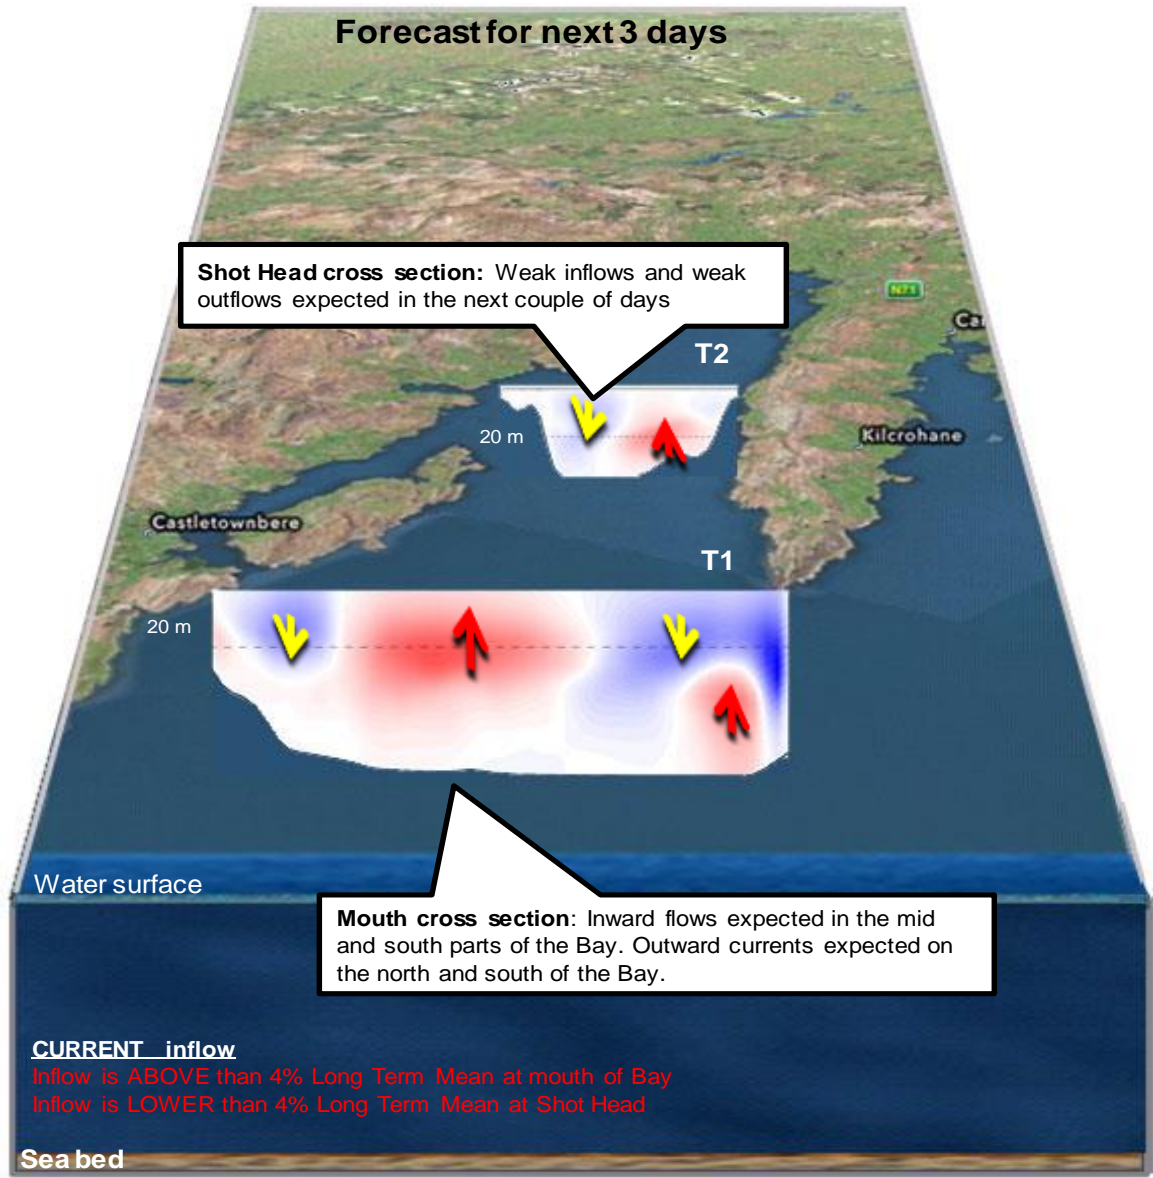 Forecast for next 3 days
Shot Head cross section: Weak inflows and weak
outflows expected in the next couple of days
N71
Ca
T2
20 m
Kilcrohane
Castletownbere
T1
20 m
Water surface
Mouth cross section: Inward flows expected in the mid
and south parts of the Bay. Outward currents expected on
the north and south of the Bay.
CURRENT inflow
Inflow is ABOVE than 4% Long Term Mean at mouth of Bay
Inflow is LOWER than 4% Long Term Mean at Shot Head
Sea bed